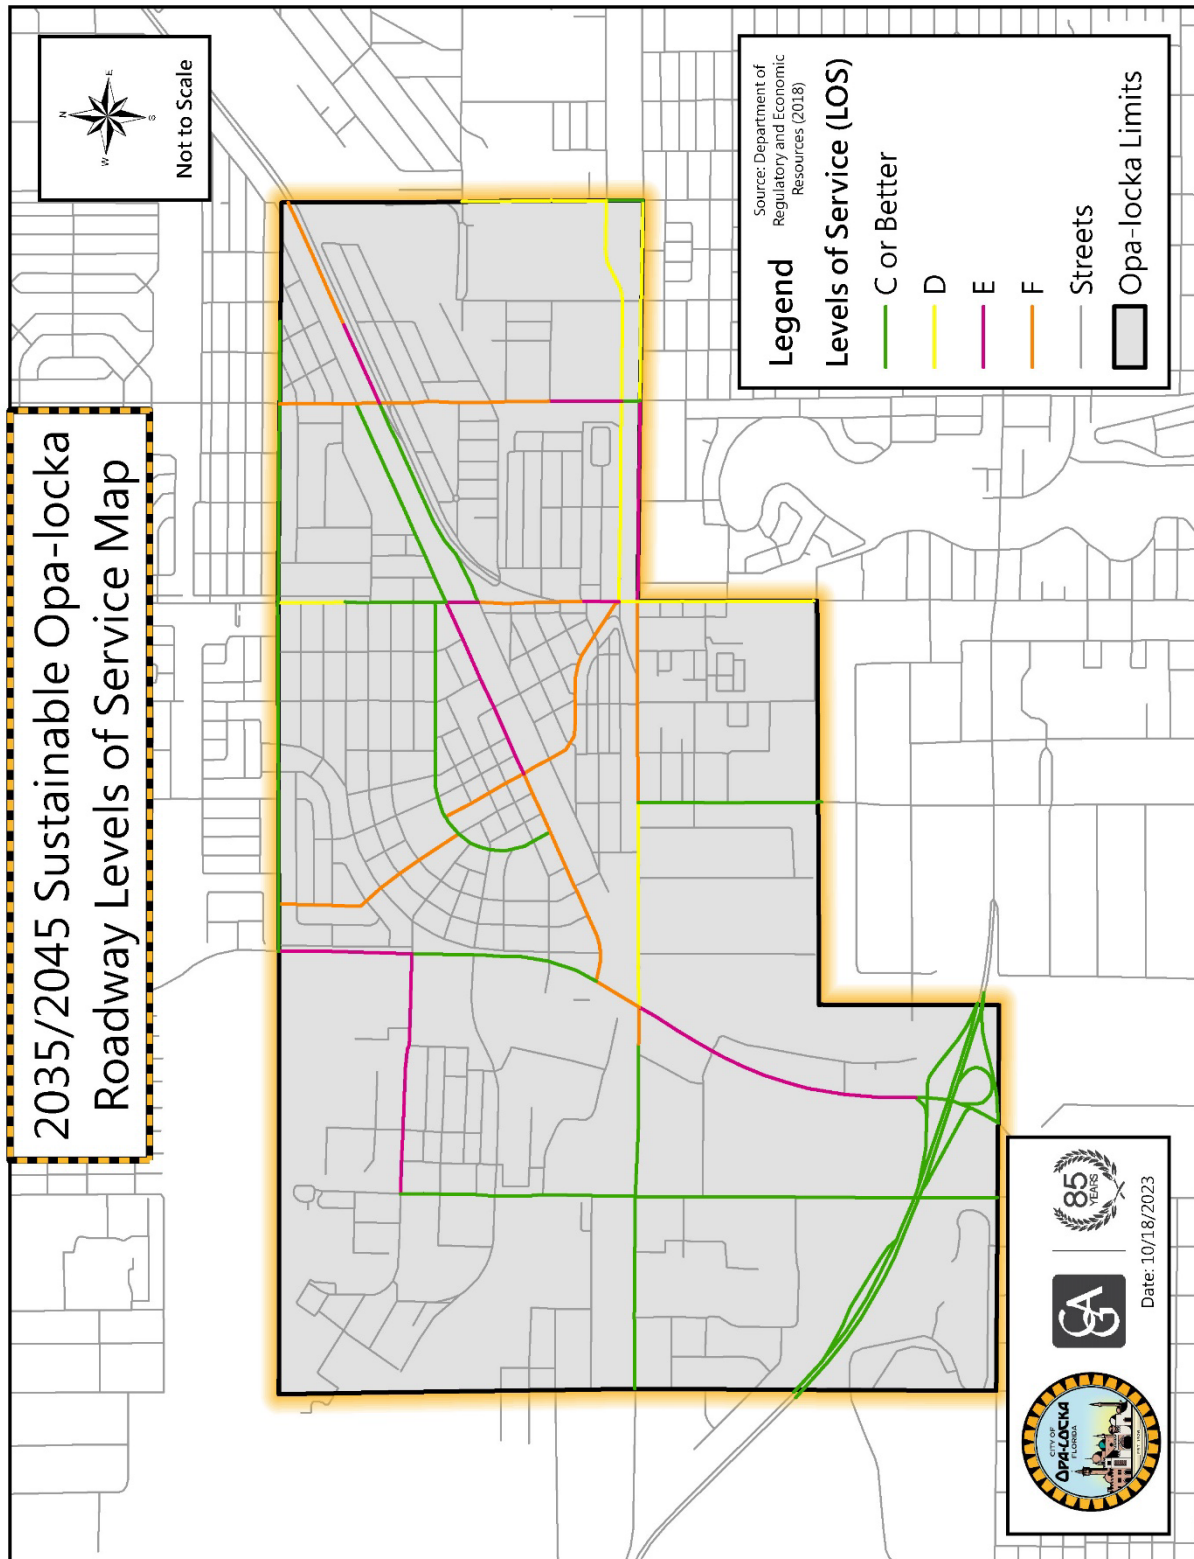 2035/2045 Sustainable Opa-locka
Roadway Levels of Service Map
N
W
E
S
Not to Scale
Legend
Source: Department of
Regulatory and Economic
Resources (2018)
Levels of Service (LOS)
C or Better
D
E
F
Streets
Opa-locka Limits
CITY OF
OPA-LOCKA
FLORIDA
CGA
85
YEARS
Date: 10/18/2023